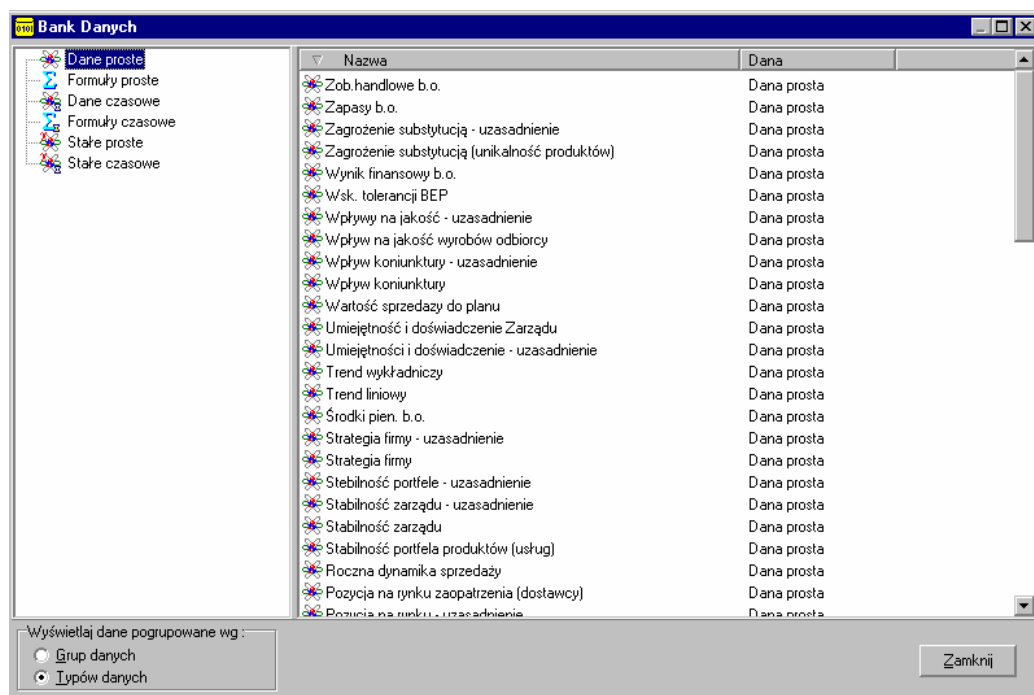 0101 Bank Danych
Dane proste
Formuły proste
Dane czasowe
Formuły czasowe
Stałe proste
Stałe czasowe
Nazwa Dana
Zob.handlowe b.o. Dana prosta
Zapasy b.o. Dana prosta
Zagrożenie substytucją - uzasadnienie Dana prosta
Zagrożenie substytucją (unikalność produktów) Dana prosta
Wynik finansowy b.o. Dana prosta
Wsk. tolerancji BEP Dana prosta
Wpływy na jakość - uzasadnienie Dana prosta
Wpływ na jakość wyrobów odbiorcy Dana prosta
Wpływ koniunktury - uzasadnienie Dana prosta
Wpływ koniunktury Dana prosta
Wartość sprzedazy do planu Dana prosta
Umiejętność i doświadczenie Zarządu Dana prosta
Umiejętności i doświadczenie - uzasadnienie Dana prosta
Trend wykładniczy Dana prosta
Trend liniowy Dana prosta
Środki pien. b.o. Dana prosta
Strategia firmy - uzasadnienie Dana prosta
Strategia firmy Dana prosta
Stebilność portfele - uzasadnienie Dana prosta
Stabilność zarządu - uzasadnienie Dana prosta
Stabilność zarządu Dana prosta
Stabilność portfela produktów (usług) Dana prosta
Roczna dynamika sprzedaży Dana prosta
Pozycja na rynku zaopatrzenia (dostawcy) Dana prosta
Pozycja na rynku - uzasadnienie Dana prosta
Wyświetlaj dane pogrupowane wg :
Grup danych
Typów danych
Zamknij